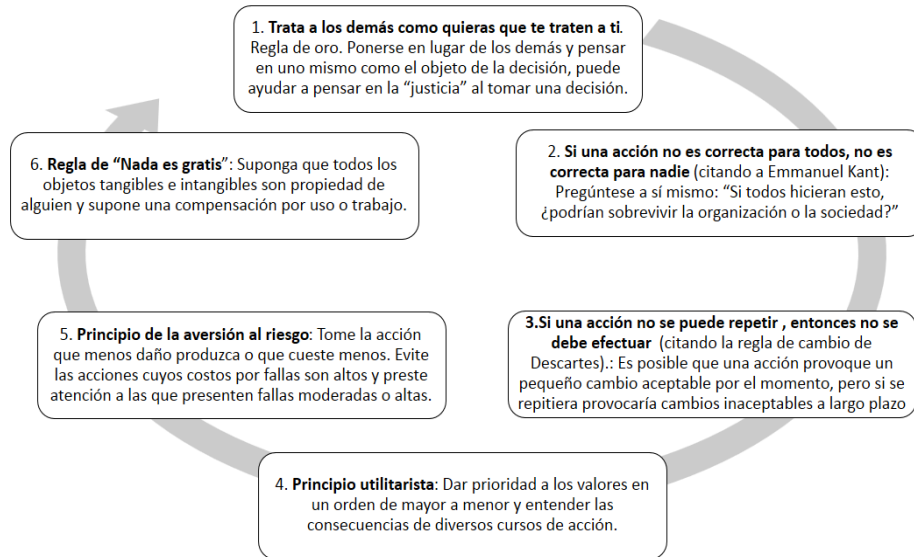 1. Trata a los demás como quieras que te traten a ti.
Regla de oro. Ponerse en lugar de los demás y pensar
en uno mismo como el objeto de la decisión, puede
ayudar a pensar en la “justicia” al tomar una decisión.
2. Si una acción no es correcta para todos, no es
correcta para nadie (citando a Emmanuel Kant):
Pregúntese a sí mismo: “Si todos hicieran esto,
¿podrían sobrevivir la organización o la sociedad?”
3.Si una acción no se puede repetir , entonces no se
debe efectuar (citando la regla de cambio de
Descartes).: Es posible que una acción provoque un
pequeño cambio aceptable por el momento, pero si se
repitiera provocaría cambios inaceptables a largo plazo
4. Principio utilitarista: Dar prioridad a los valores en
un orden de mayor a menor y entender las
consecuencias de diversos cursos de acción.
5. Principio de la aversión al riesgo: Tome la acción
que menos daño produzca o que cueste menos. Evite
las acciones cuyos costos por fallas son altos y preste
atención a las que presenten fallas moderadas o altas.
6. Regla de “Nada es gratis”: Suponga que todos los
objetos tangibles e intangibles son propiedad de
alguien y supone una compensación por uso o trabajo.